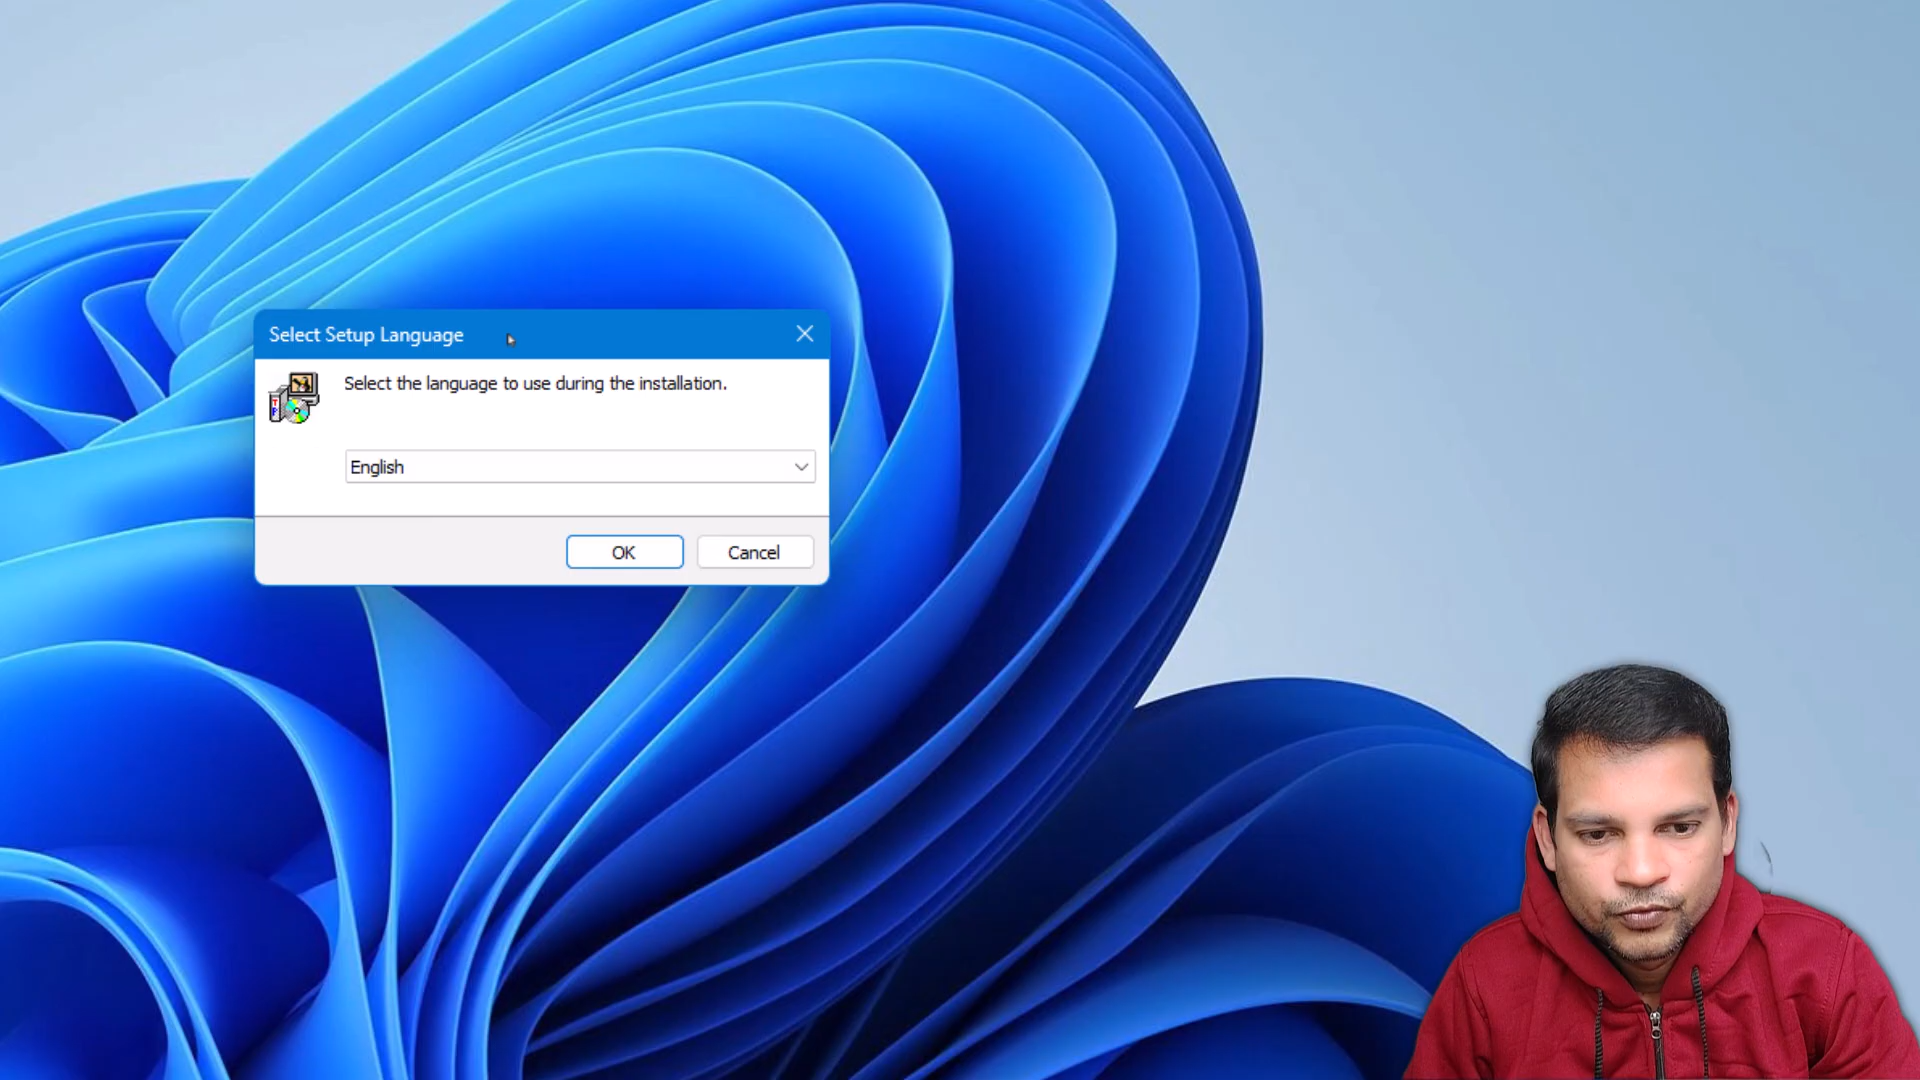 Select Setup Language
Select the language to use during the installation.
English
OK
Cancel